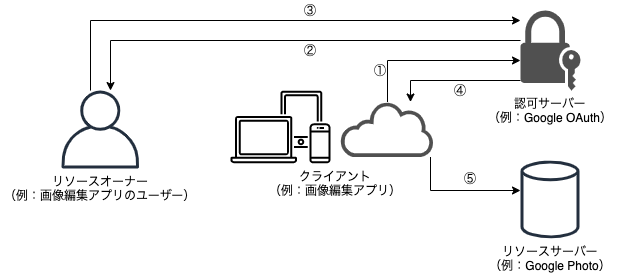 ③
②
①
④
認可サーバー
（例：Google OAuth）
リソースオーナー
（例：画像編集アプリのユーザー）
クライアント
（例：画像編集アプリ）
⑤
リソースサーバー
（例：Google Photo）